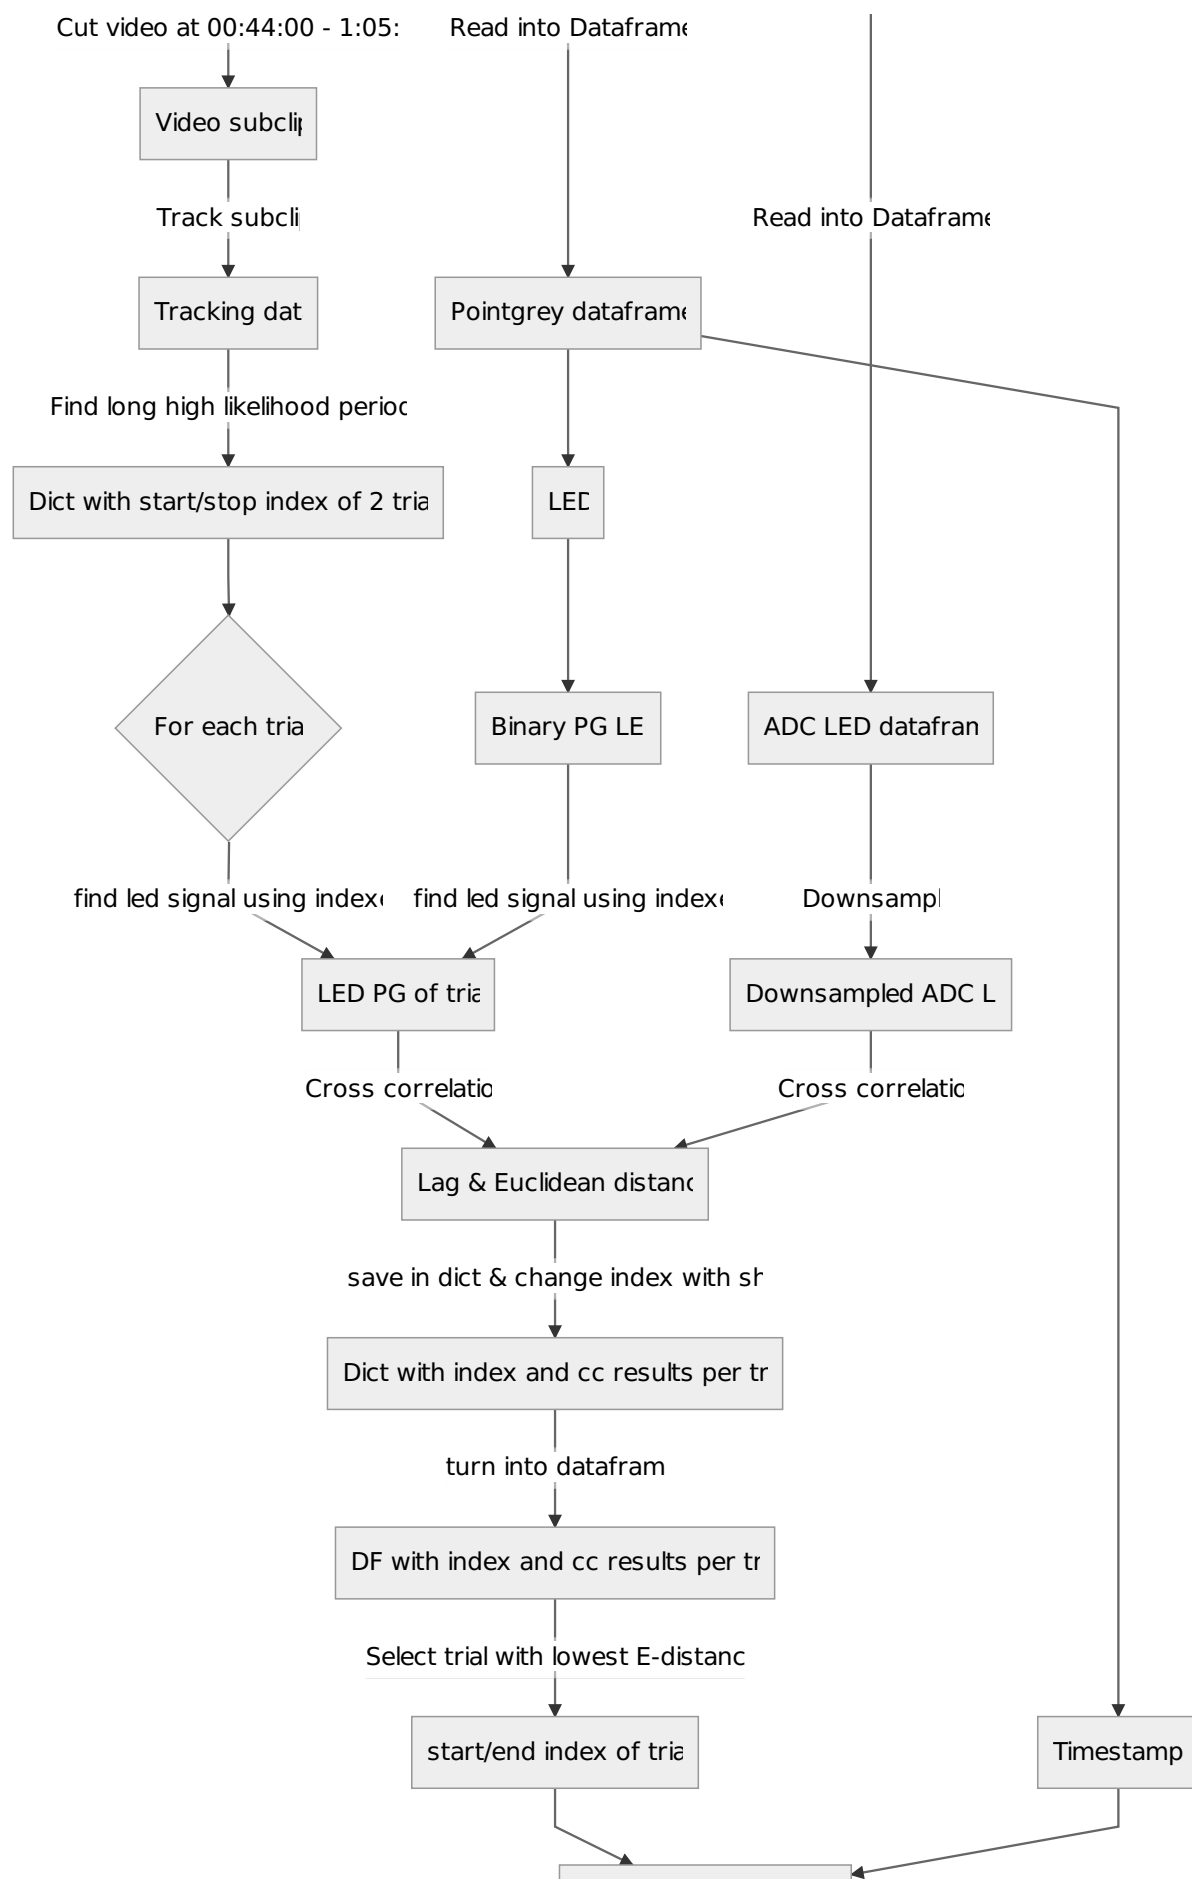 Cut video at 00:44:00 - 1:05:
Read into Dataframe
Video subclip
Track subcli
Read into Dataframe
Tracking dat
Pointgrey dataframe
Find long high likelihood perioc
Dict with start/stop index of 2 tria
LED
For each tria
Binary PG LE
ADC LED datafran
find led signal using indexe
find led signal using indexe
Downsampl
LED PG of tria
Downsampled ADC L
Cross correlatio
Cross correlatio
Lag & Euclidean distanc
save in dict & change index with sh
Dict with index and cc results per tr
turn into datafram
DF with index and cc results per tr
Select trial with lowest E-distanc
start/end index of tria
Timestamp